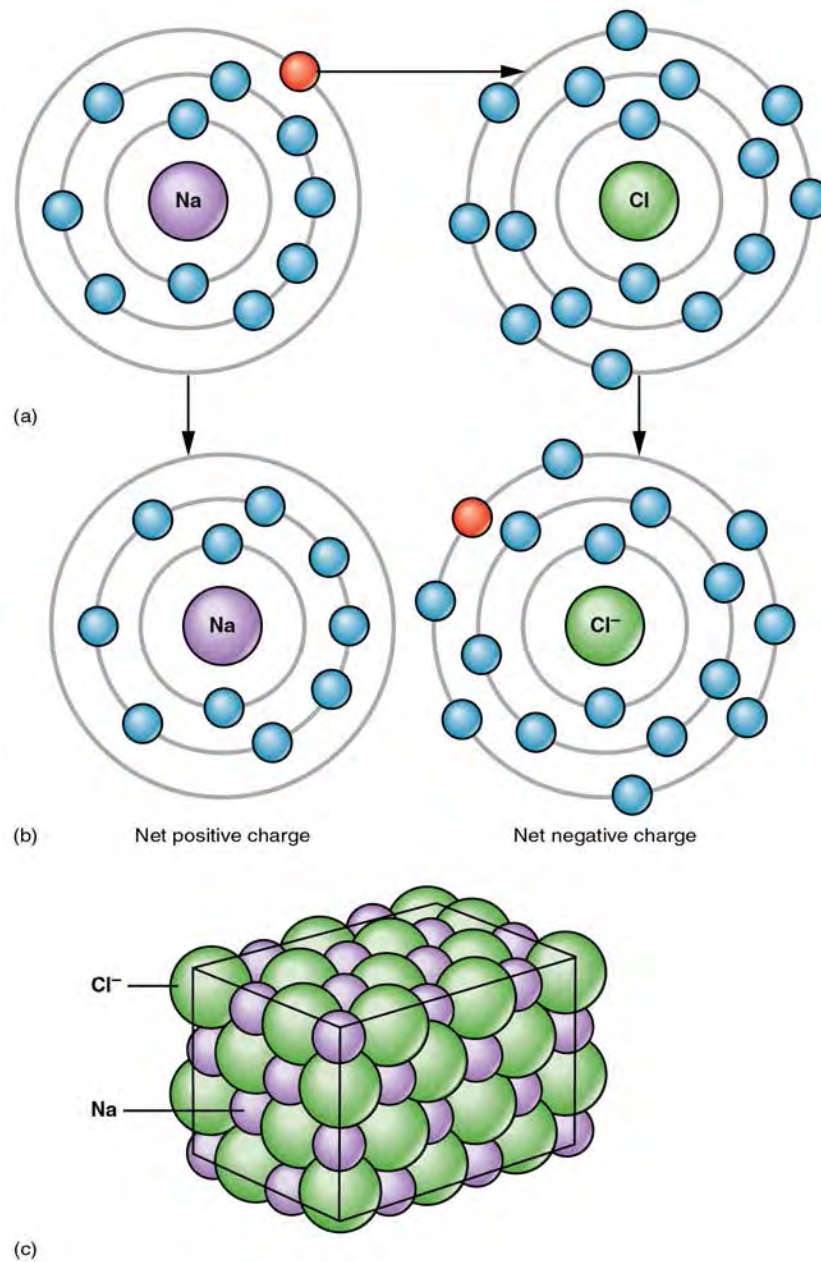 Na
Cl
(a)
Na
Cl⁻
(b) Net positive charge Net negative charge
Cl⁻
Na
(c)